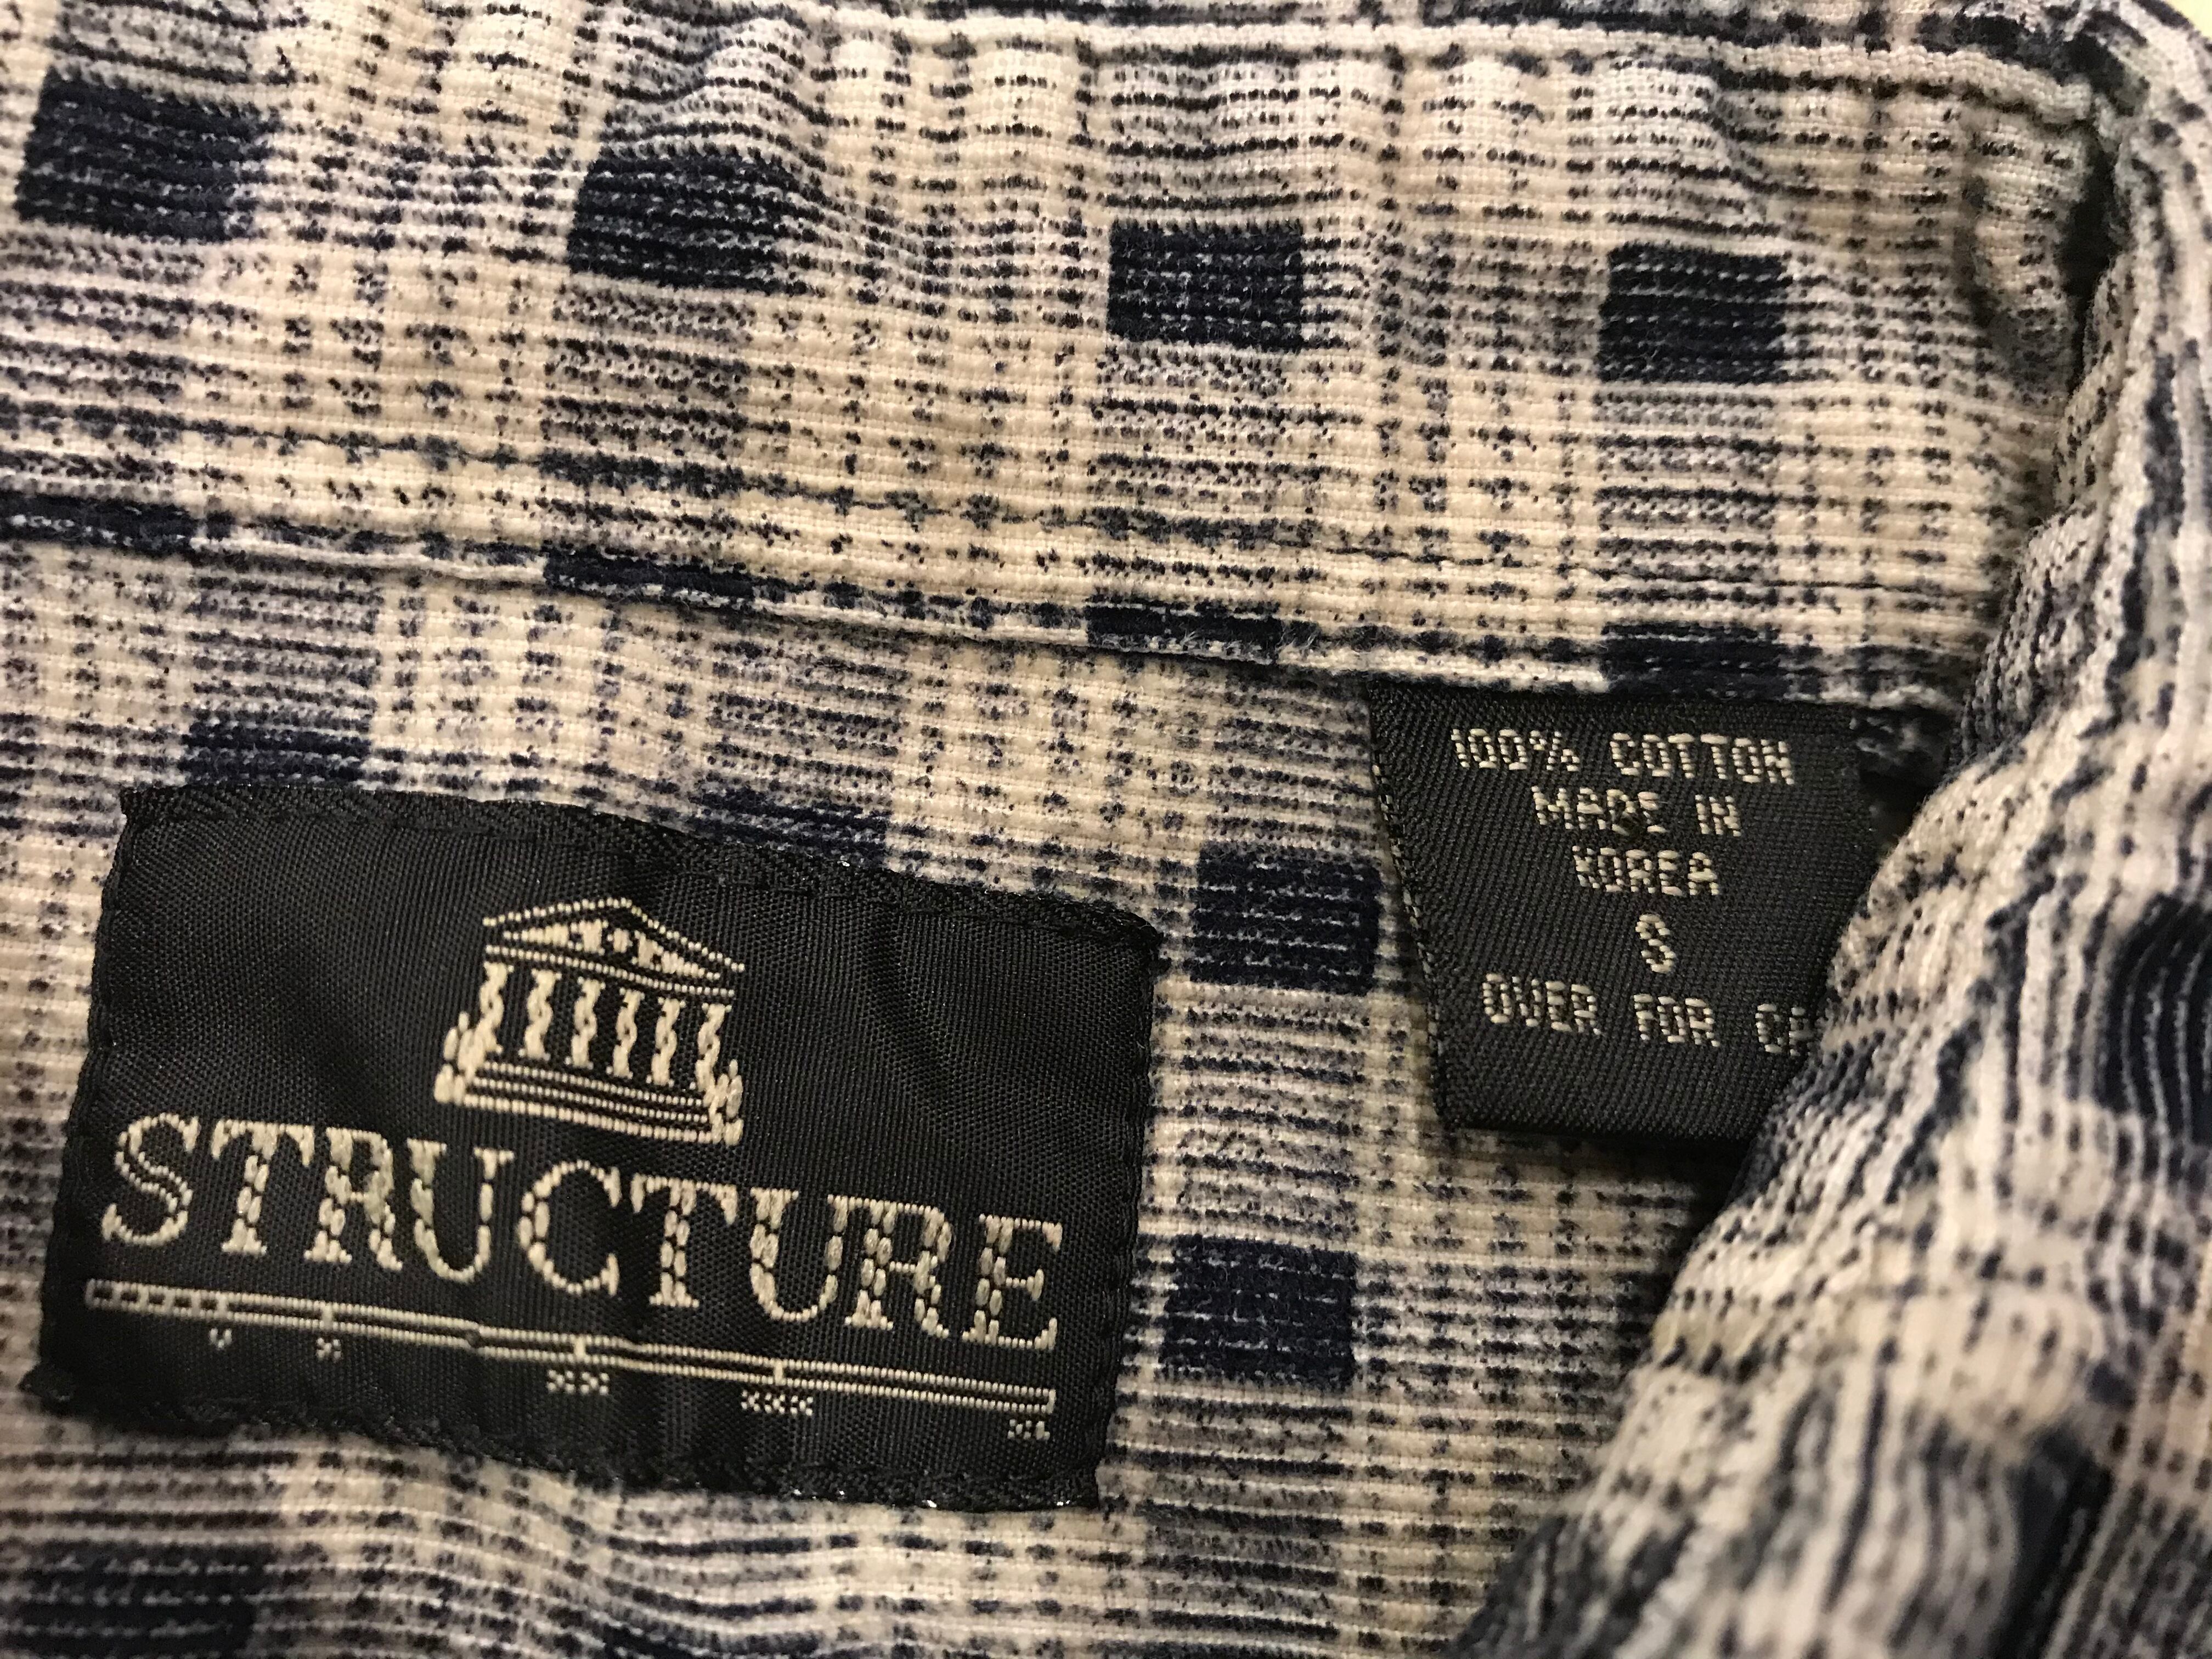 STRUCTURE
100% COTTON
MADE IN
KOREA
S
OVER FOR